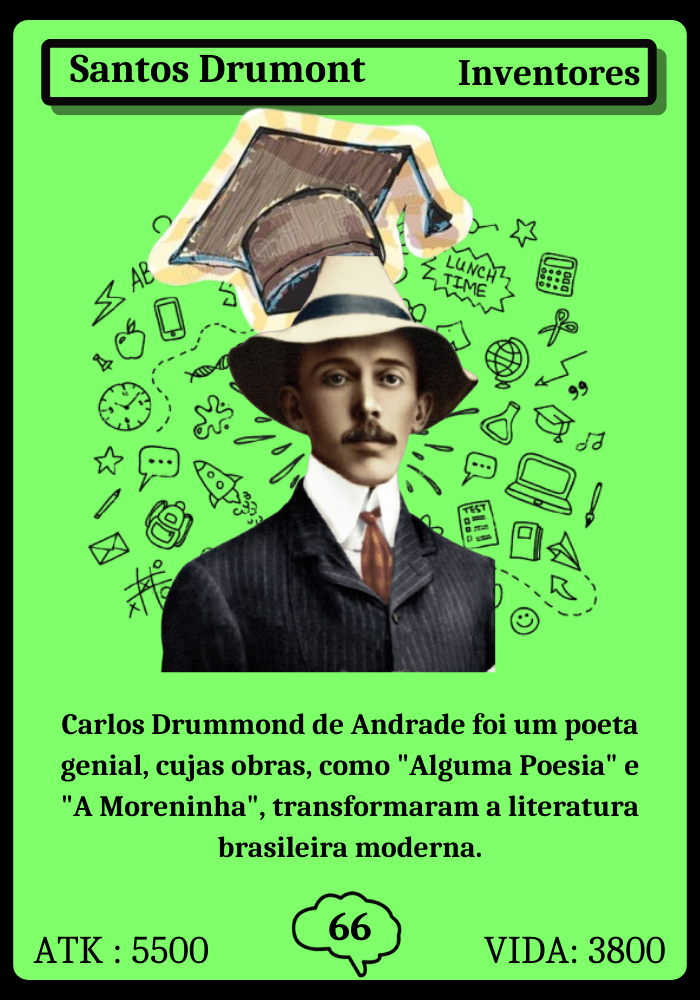 Santos Drumont
Inventores
AB
LUNCH
TIME
TEST
Carlos Drummond de Andrade foi um poeta
genial, cujas obras, como "Alguma Poesia" e
"A Moreninha", transformaram a literatura
brasileira moderna.
66
ATK : 5500
VIDA: 3800